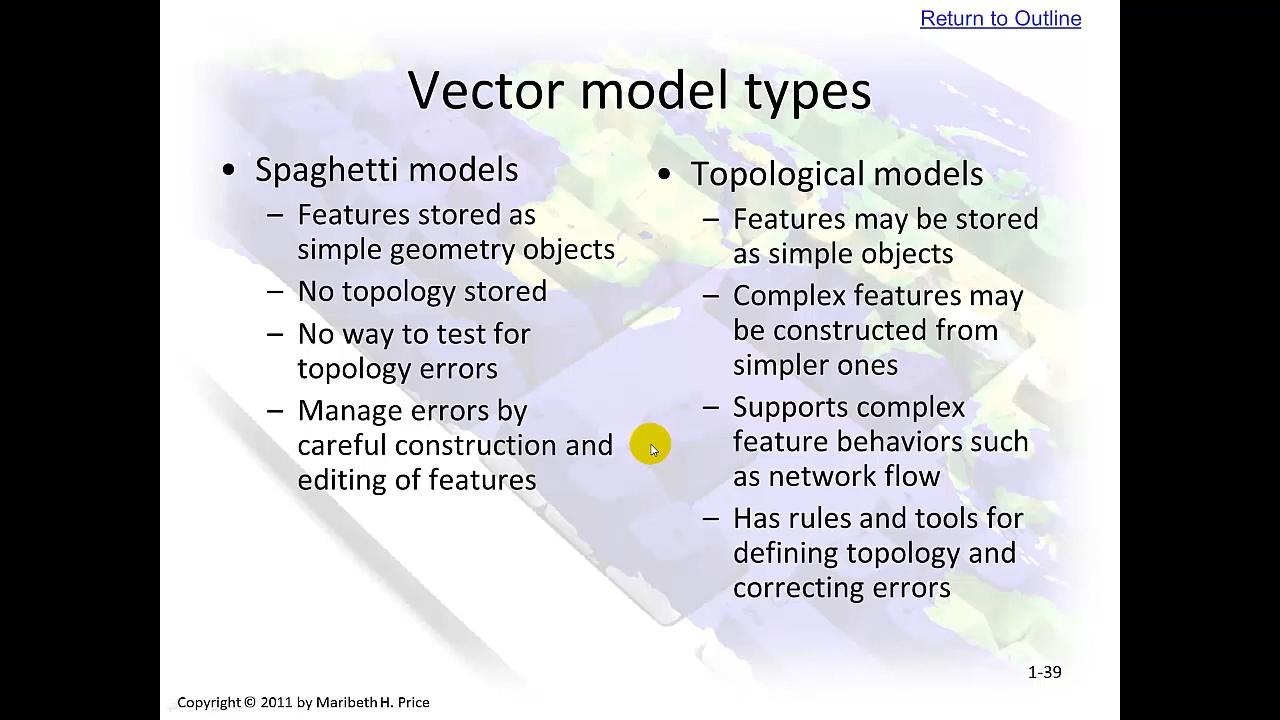 Return to Outline
Vector model types
• Spaghetti models
– Features stored as
simple geometry objects
– No topology stored
– No way to test for
topology errors
– Manage errors by
careful construction and
editing of features
• Topological models
– Features may be stored
as simple objects
– Complex features may
be constructed from
simpler ones
– Supports complex
feature behaviors such
as network flow
– Has rules and tools for
defining topology and
correcting errors
1-39
Copyright © 2011 by Maribeth H. Price